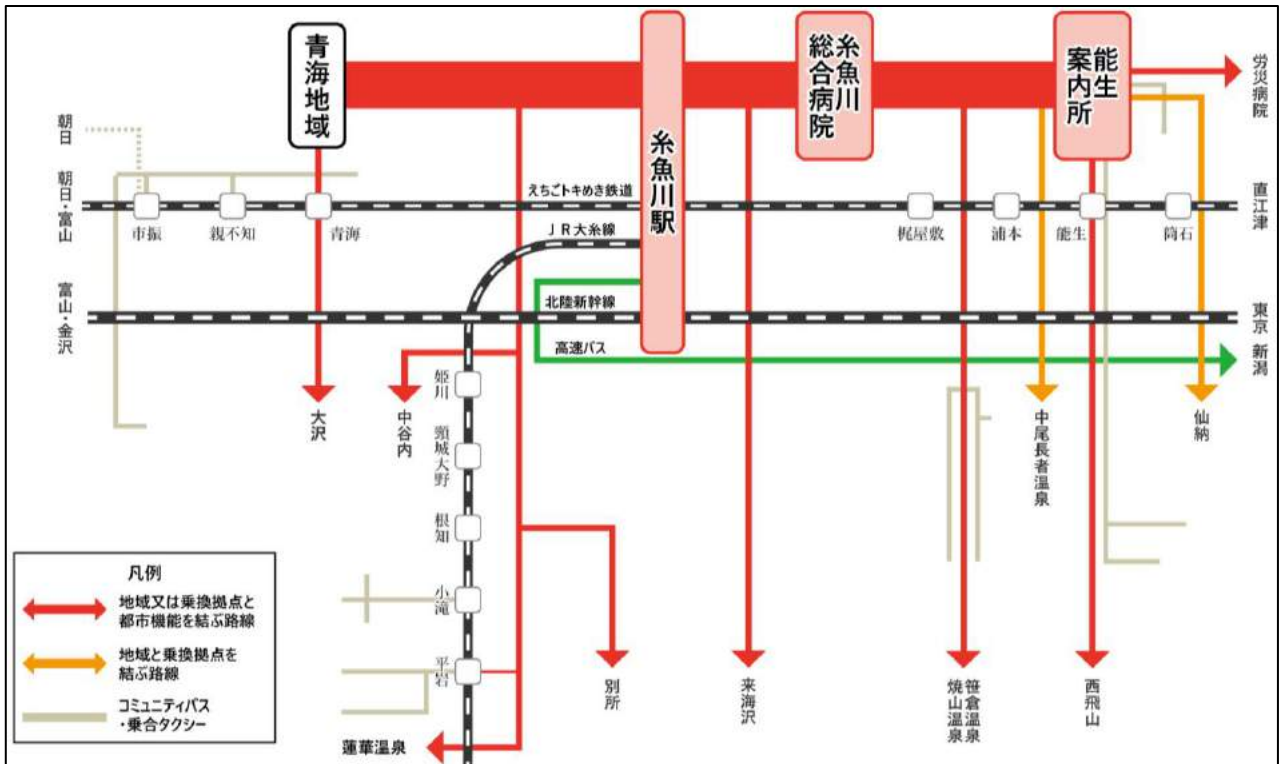 青海地域
糸魚川駅
糸魚川
総合病院
能生
案内所
労災病院
朝日
朝日・富山
えちごトキめき鉄道
直江津
市振
親不知
青海
梶屋敷
浦本
能生
筒石
JR大糸線
富山・金沢
北陸新幹線
東京
高速バス
新潟
姫川
頸城大野
根知
小滝
平岩
大沢
中谷内
中尾長者温泉
仙納
別所
来海沢
笹倉温泉
焼山温泉
西飛山
蓮華温泉
凡例
地域又は乗換拠点と
都市機能を結ぶ路線
地域と乗換拠点を
結ぶ路線
コミュニティバス
・乗合タクシー